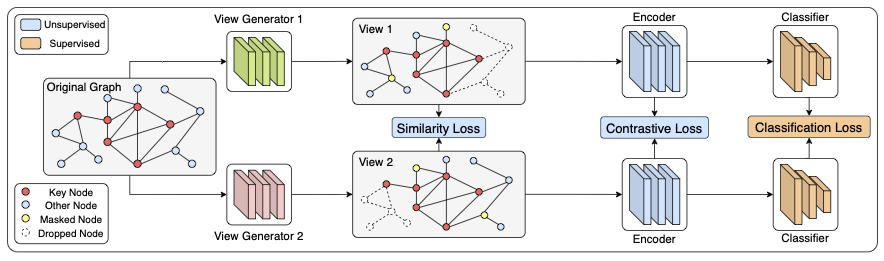 Unsupervised
Supervised
View Generator 1
View 1
Encoder
Classifier
Original Graph
Similarity Loss
Contrastive Loss
Classification Loss
View 2
Key Node
Other Node
Masked Node
Dropped Node
View Generator 2
Encoder
Classifier